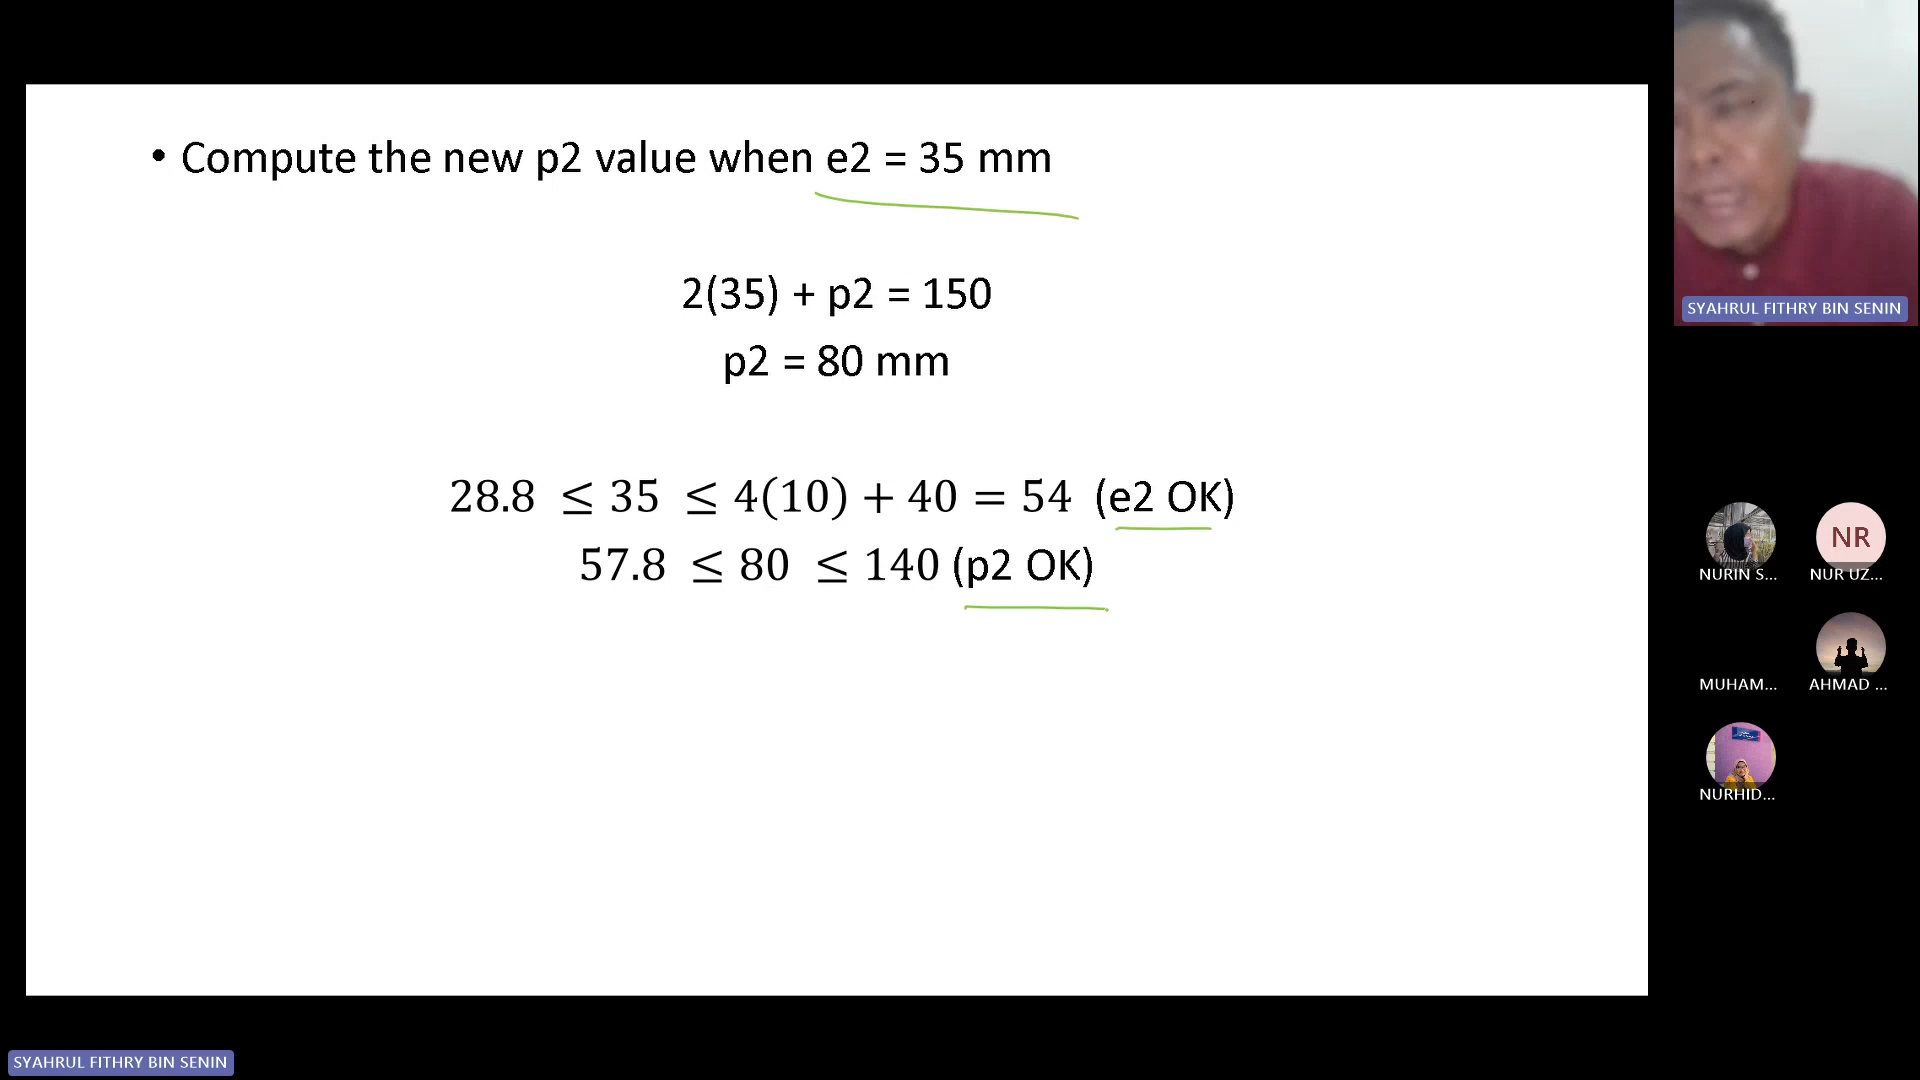 • Compute the new p2 value when e2 = 35 mm
2(35) + p2 = 150
p2 = 80 mm
28.8 ≤ 35 ≤ 4(10) + 40 = 54 (e2 OK)
57.8 ≤ 80 ≤ 140 (p2 OK)
SYAHRUL FITHRY BIN SENIN
NR
NURIN S...
NUR UZ...
MUHAM...
AHMAD ...
NURHID...
SYAHRUL FITHRY BIN SENIN